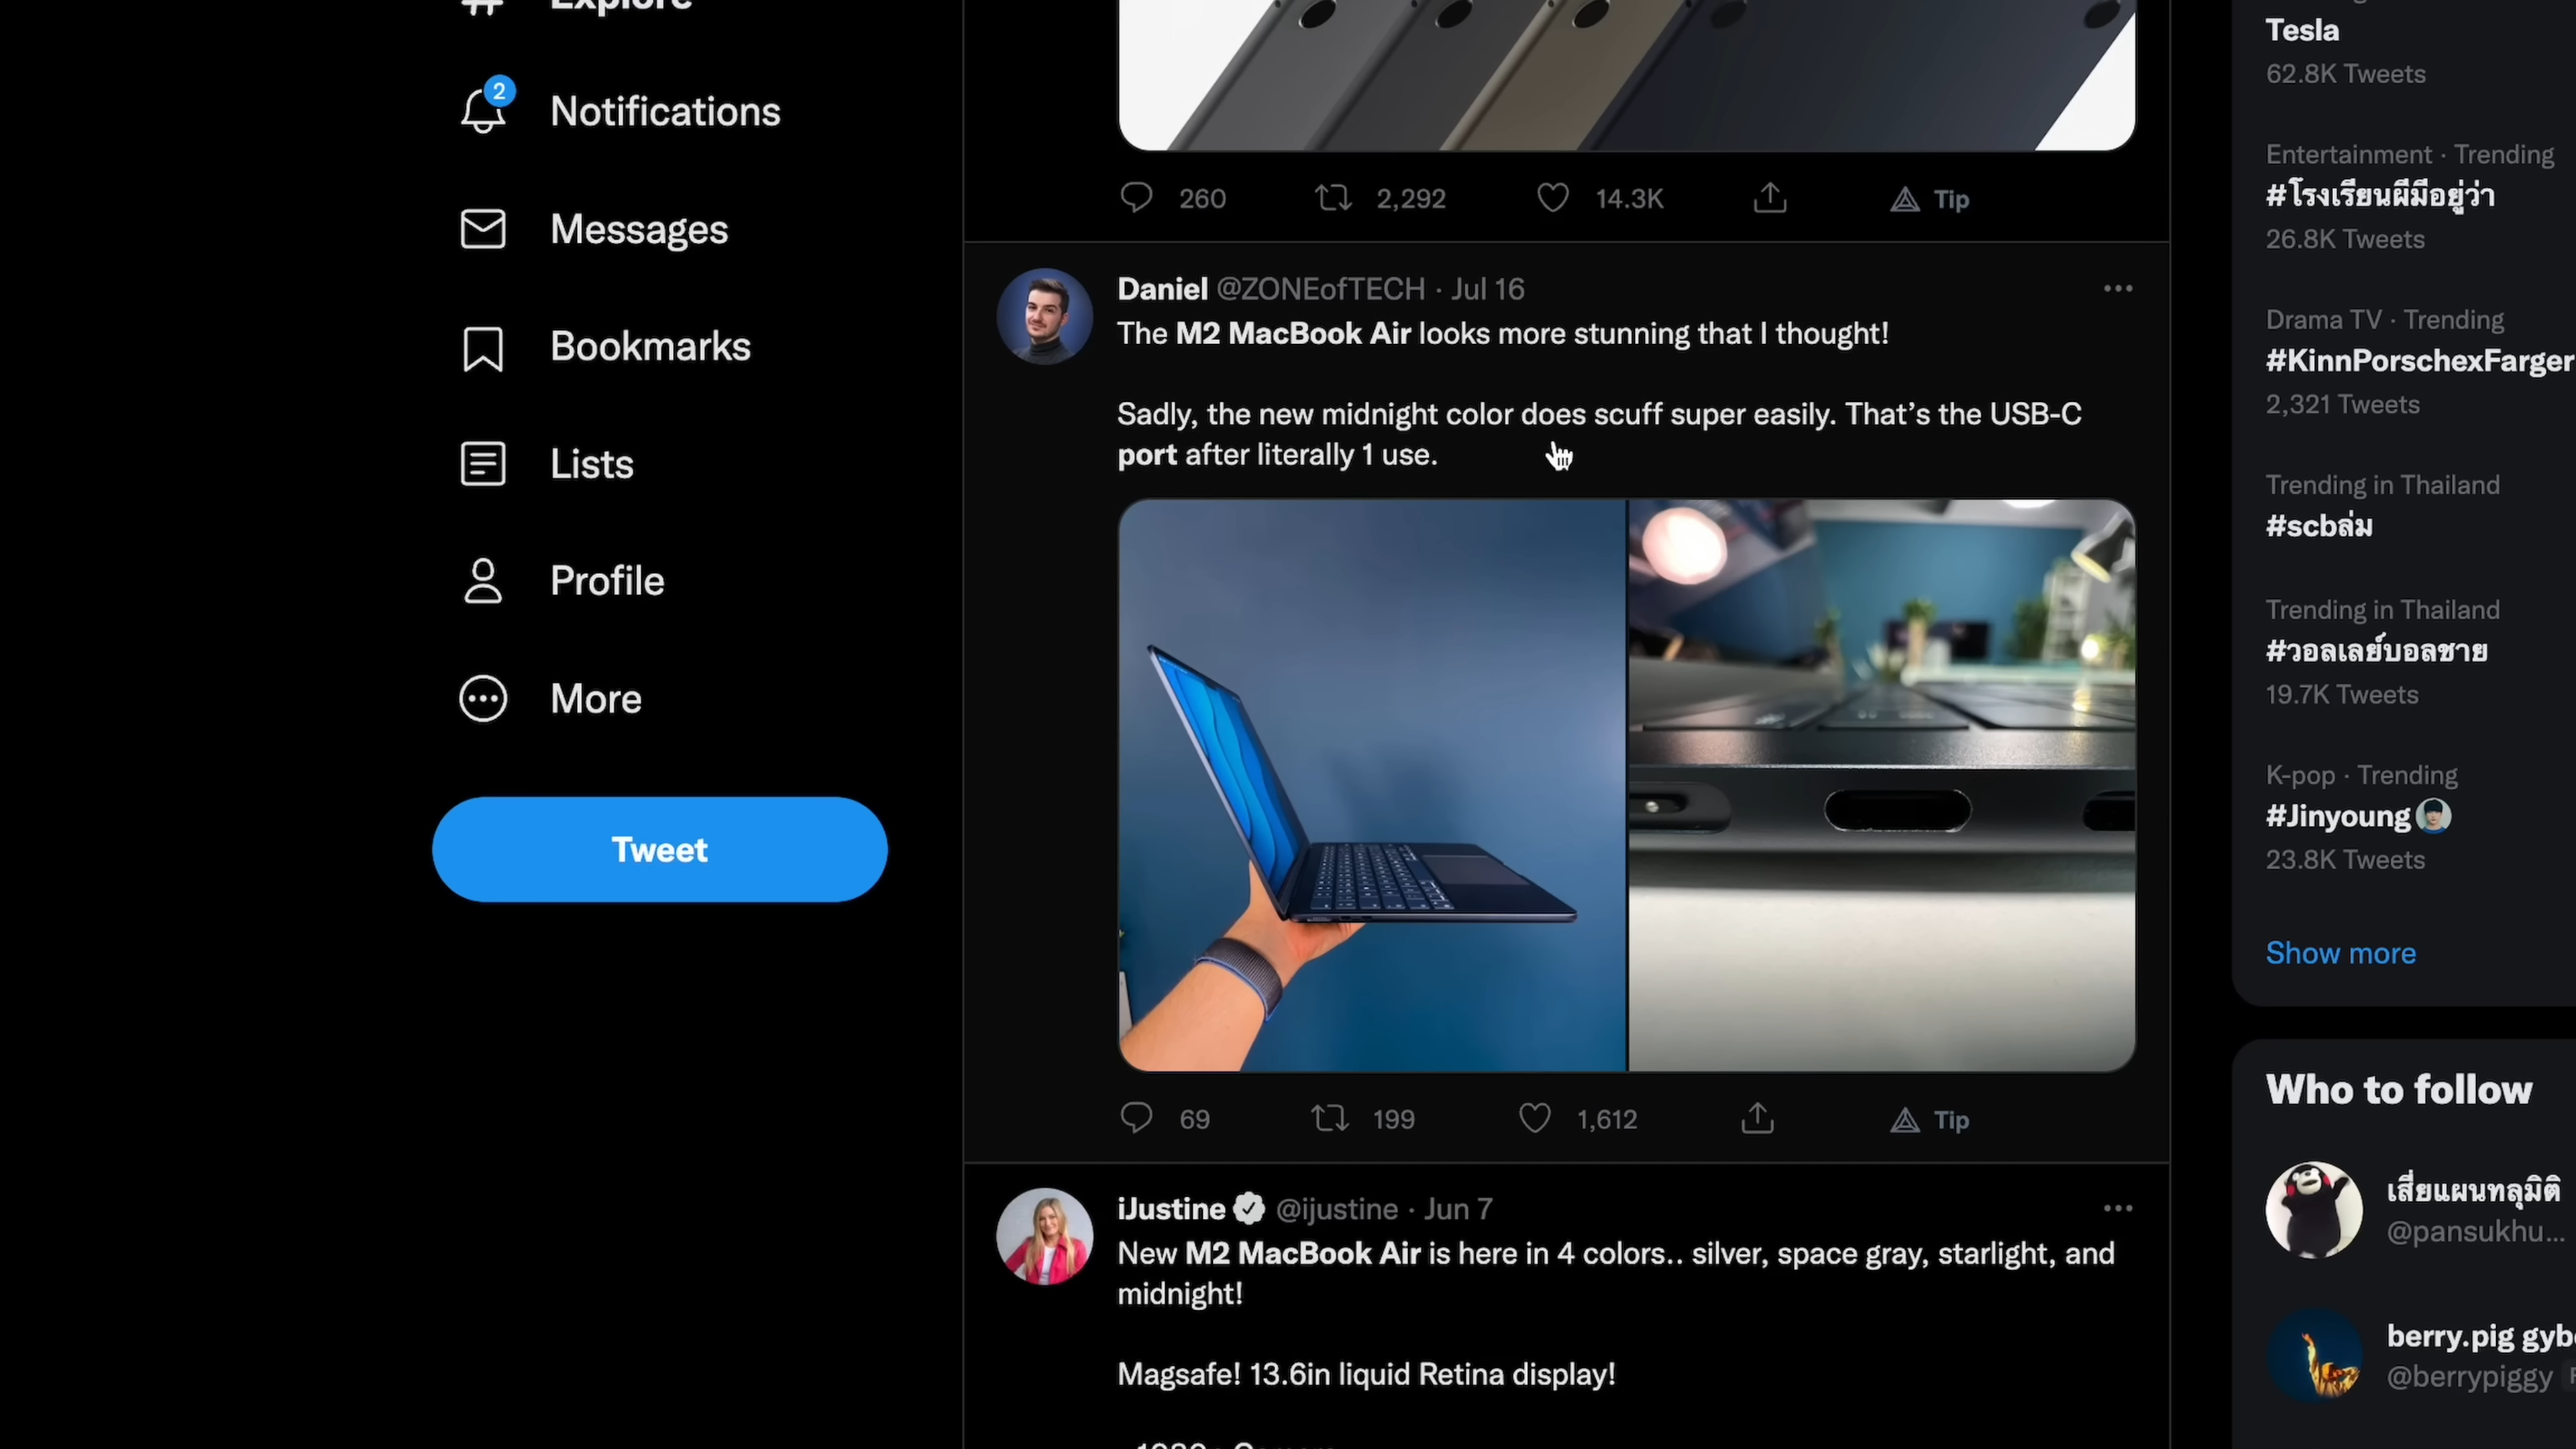 Explore
2
Notifications
Messages
Bookmarks
Lists
Profile
More
Tweet
260
2,292
14.3K
Tip
Daniel @ZONEofTECH · Jul 16
The M2 MacBook Air looks more stunning that I thought!
Sadly, the new midnight color does scuff super easily. That’s the USB-C
port after literally 1 use.
69
199
1,612
Tip
iJustine @ijustine · Jun 7
New M2 MacBook Air is here in 4 colors.. silver, space gray, starlight, and
midnight!
Magsafe! 13.6in liquid Retina display!
Tesla
62.8K Tweets
Entertainment · Trending
#โรงเรียนผีมีอยู่ว่า
26.8K Tweets
Drama TV · Trending
#KinnPorschexFarger
2,321 Tweets
Trending in Thailand
#scbล่ม
Trending in Thailand
#วอลเลย์บอลชาย
19.7K Tweets
K-pop · Trending
#Jinyoung
23.8K Tweets
Show more
Who to follow
เสี่ยแผนทลุมิติ
@pansukhu...
berry.pig gyb
@berrypiggy